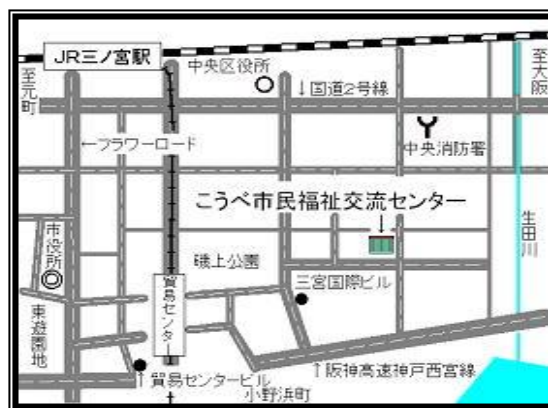 JR三ノ宮駅
中央区役所
至元町
↓国道2号線
至大阪
中央消防署
←フラワーロード
こうべ市民福祉交流センター
↓
生田川
市役所
磯上公園
三宮国際ビル
貿易センター
東遊園地
↑貿易センタービル
↑阪神高速神戸西宮線
小野浜町